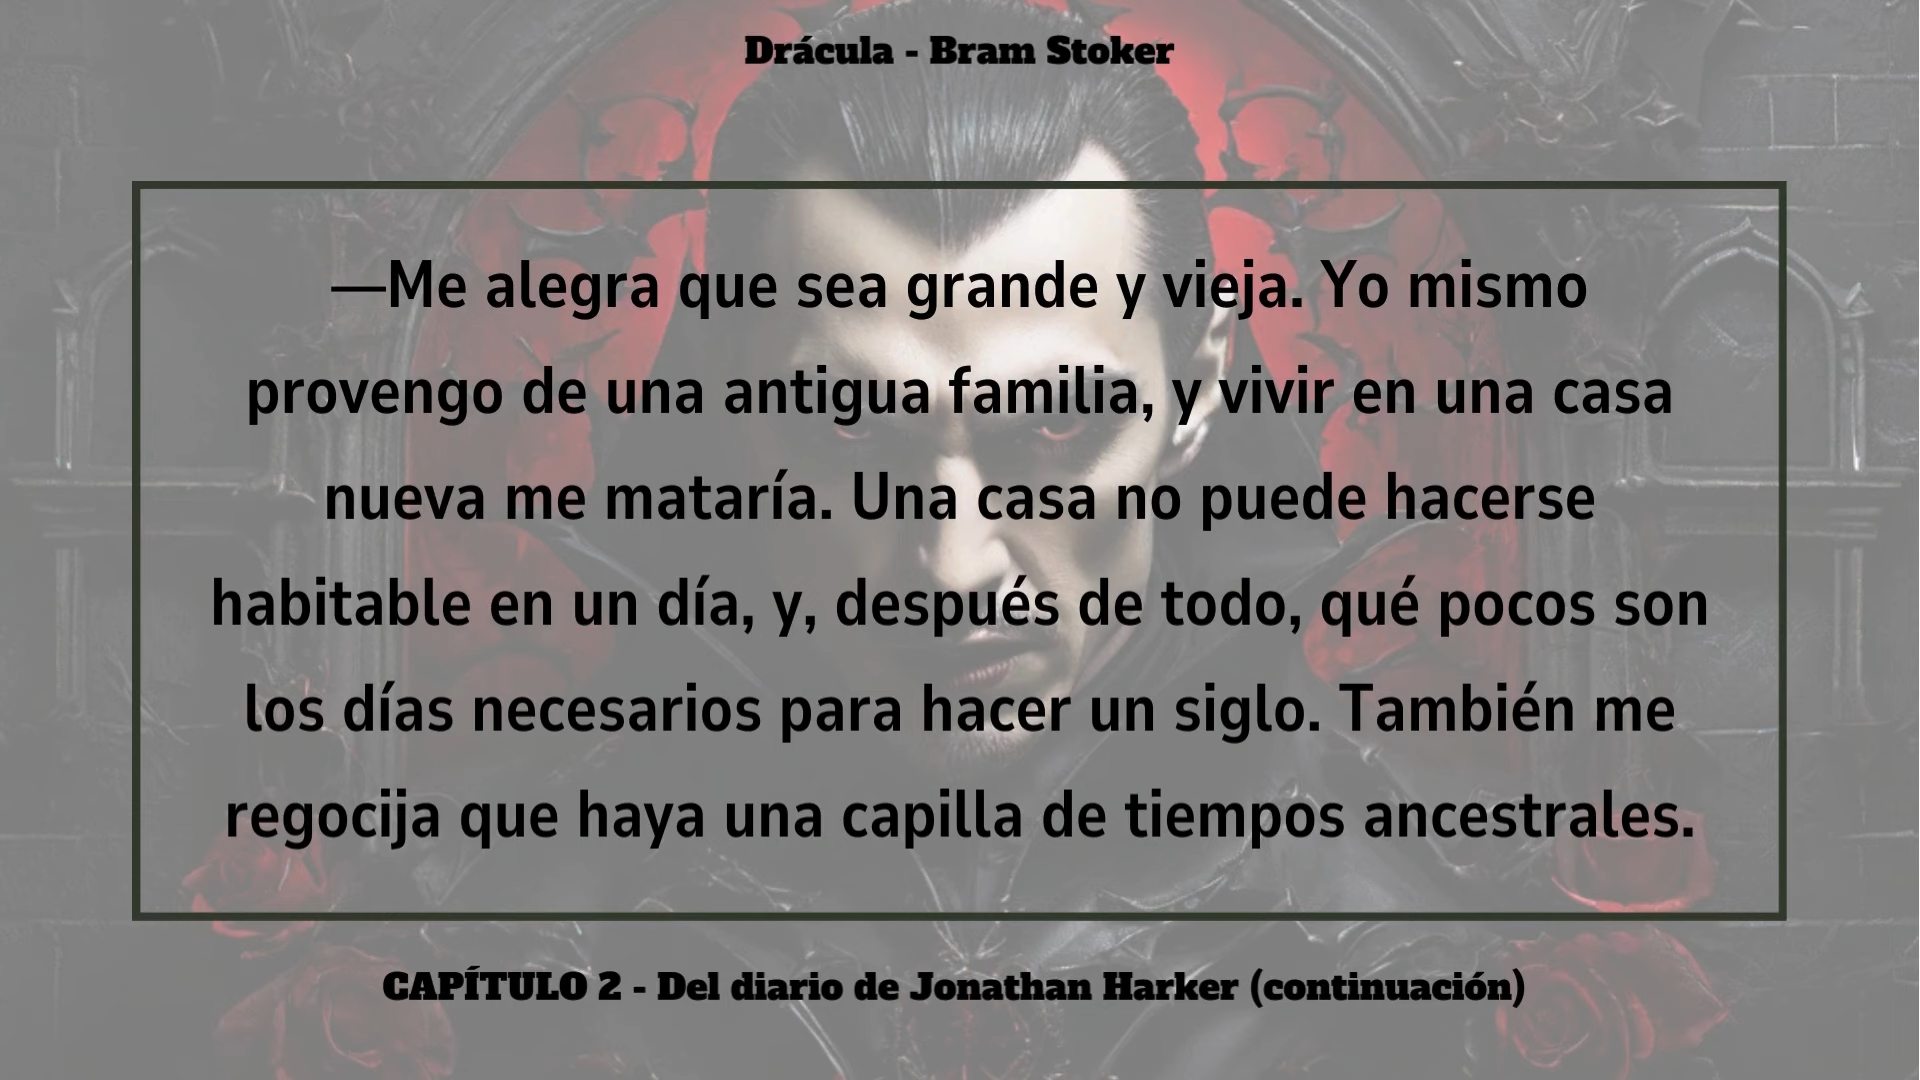 Drácula - Bram Stoker
—Me alegra que sea grande y vieja. Yo mismo
provengo de una antigua familia, y vivir en una casa
nueva me mataría. Una casa no puede hacerse
habitable en un día, y, después de todo, qué pocos son
los días necesarios para hacer un siglo. También me
regocija que haya una capilla de tiempos ancestrales.
CAPÍTULO 2 - Del diario de Jonathan Harker (continuación)